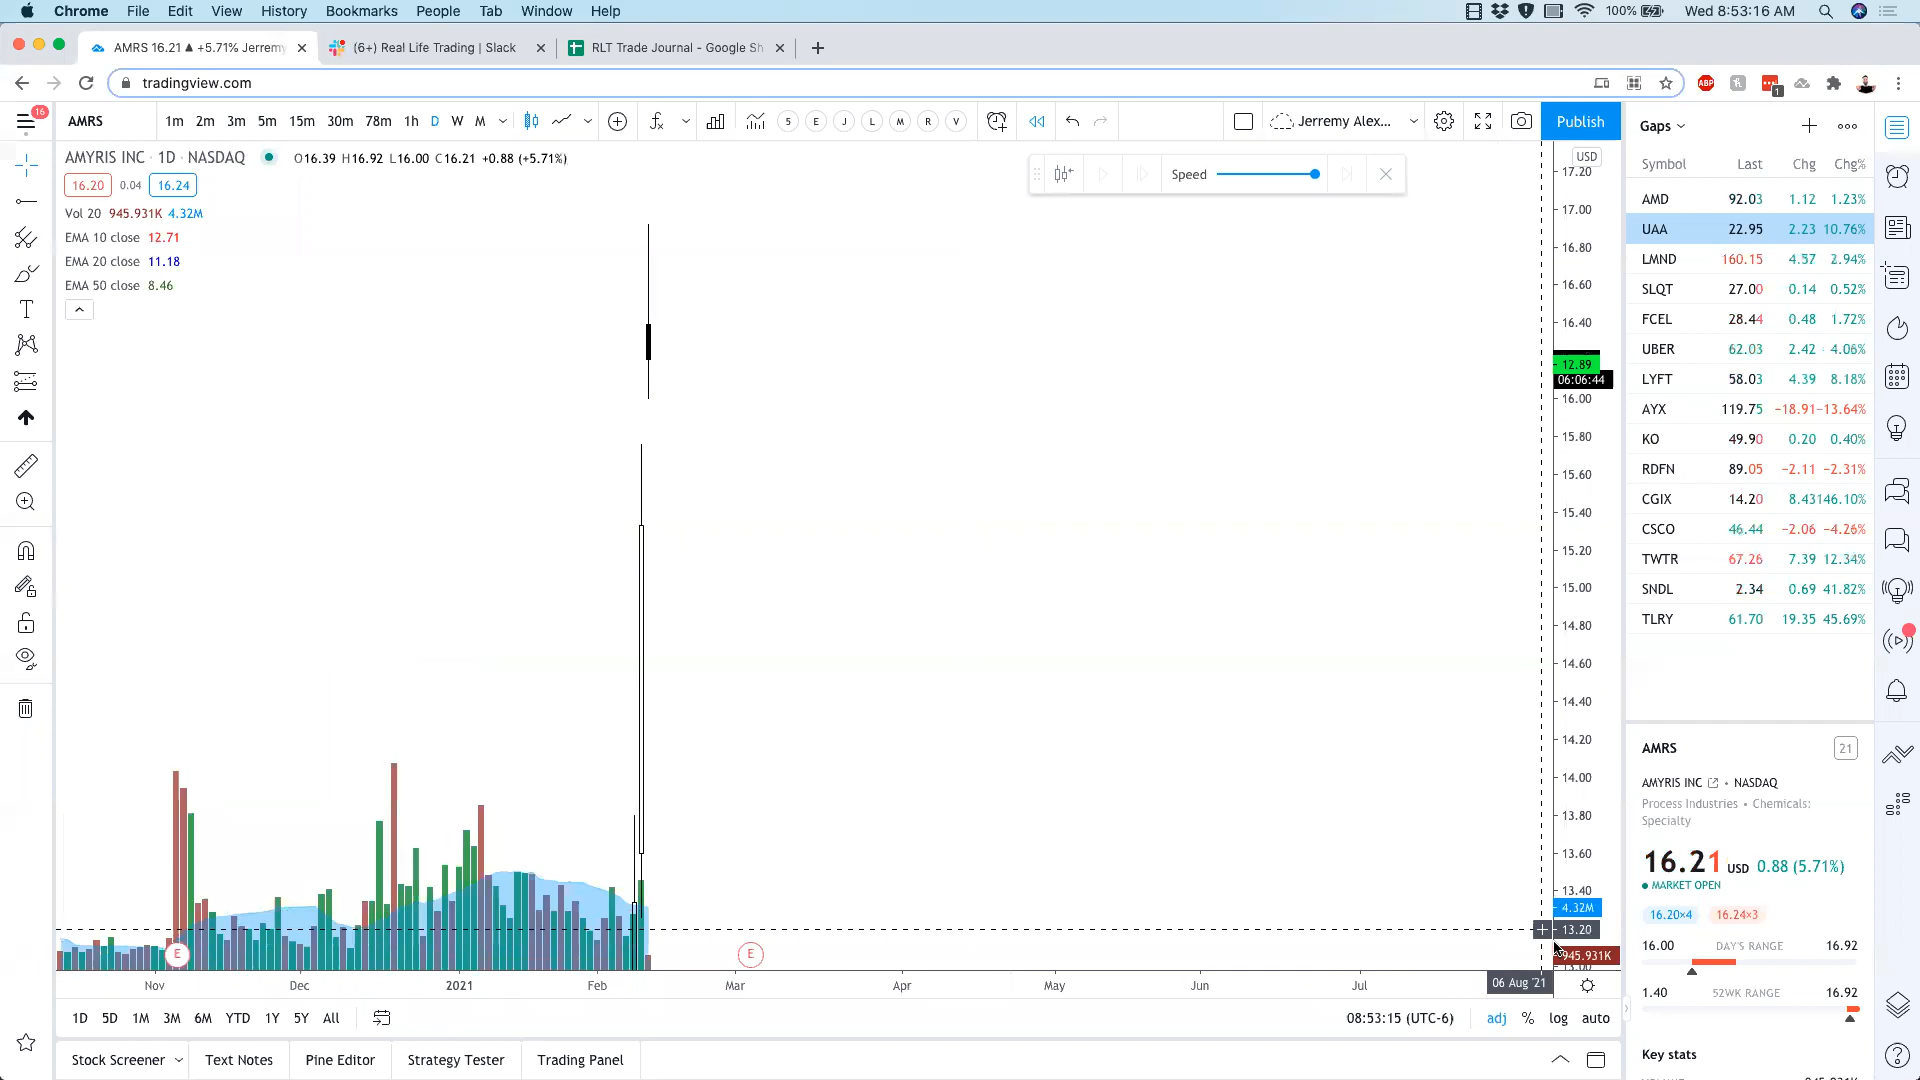 Chrome File Edit View History Bookmarks People Tab Window Help 100% Wed 8:53:16 AM
AMRS 16.21 ▲ +5.71% Jerremy
(6+) Real Life Trading | Slack
RLT Trade Journal - Google Sh
tradingview.com
ABP
1
16
AMRS 1m 2m 3m 5m 15m 30m 78m 1h D W M S E J L M R V Jerremy Alex... Publish
AMYRIS INC · 1D · NASDAQ O16.39 H16.92 L16.00 C16.21 +0.88 (+5.71%)
16.20 0.04 16.24
Vol 20 945.931K 4.32M
EMA 10 close 12.71
EMA 20 close 11.18
EMA 50 close 8.46
Speed
USD
17.20
17.00
16.80
16.60
16.40
12.89
06:06:44
16.00
15.80
15.60
15.40
15.20
15.00
14.80
14.60
14.40
14.20
14.00
13.80
13.60
13.40
4.32M
13.20
945.931K
13.00
E
E
Nov Dec 2021 Feb Mar Apr May Jun Jul 06 Aug '21
1D 5D 1M 3M 6M YTD 1Y 5Y All 08:53:15 (UTC-6) adj % log auto
Stock Screener Text Notes Pine Editor Strategy Tester Trading Panel
Gaps
Symbol Last Chg Chg%
AMD 92.03 1.12 1.23%
UAA 22.95 2.23 10.76%
LMND 160.15 4.57 2.94%
SLQT 27.00 0.14 0.52%
FCEL 28.44 0.48 1.72%
UBER 62.03 2.42 4.06%
LYFT 58.03 4.39 8.18%
AYX 119.75 −18.91 −13.64%
KO 49.90 0.20 0.40%
RDFN 89.05 −2.11 −2.31%
CGIX 14.20 8.43 146.10%
CSCO 46.44 −2.06 −4.26%
TWTR 67.26 7.39 12.34%
SNDL 2.34 0.69 41.82%
TLRY 61.70 19.35 45.69%
AMRS 21
AMYRIS INC • NASDAQ
Process Industries • Chemicals:
Specialty
16.21 USD 0.88 (5.71%)
MARKET OPEN
16.20×4 16.24×3
16.00 DAY'S RANGE 16.92
1.40 52WK RANGE 16.92
Key stats